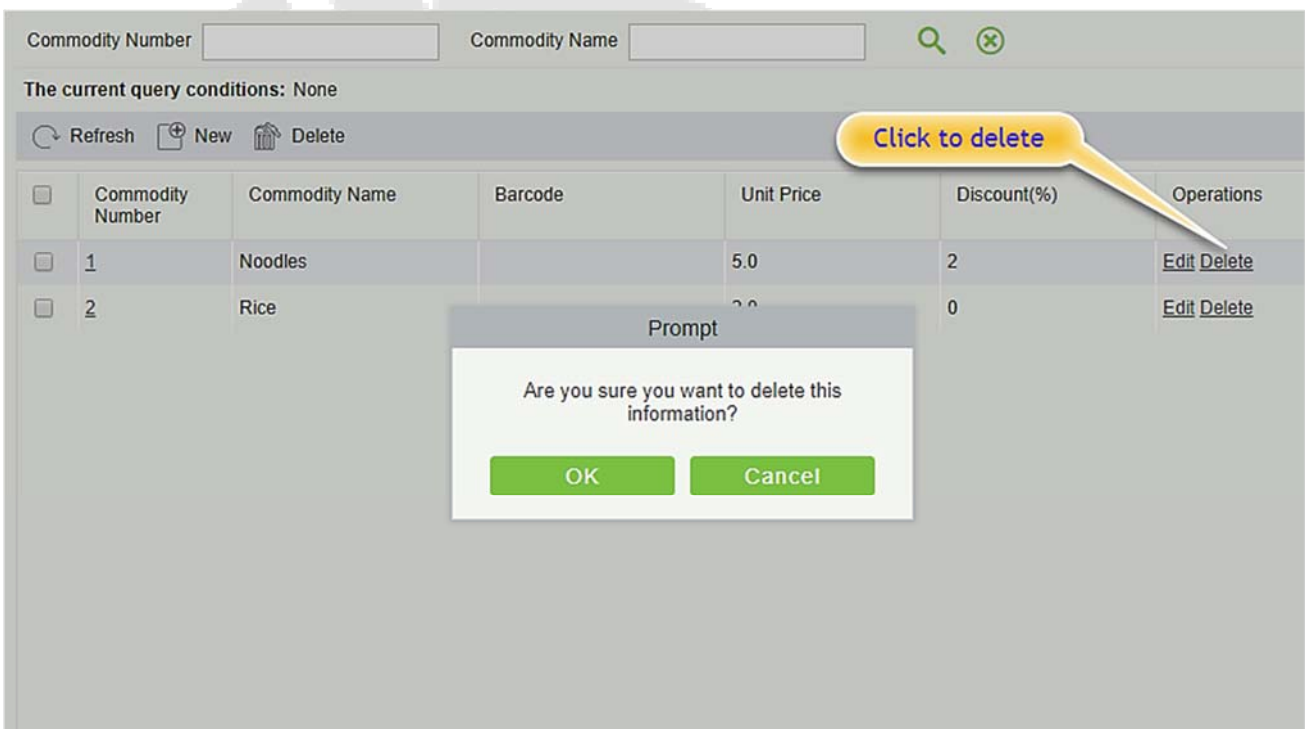 Commodity Number Commodity Name
The current query conditions: None
Refresh New Delete
Click to delete
Commodity Number Commodity Name Barcode Unit Price Discount(%) Operations
1 Noodles 5.0 2 Edit Delete
2 Rice 0 Edit Delete
Prompt
Are you sure you want to delete this
information?
OK Cancel